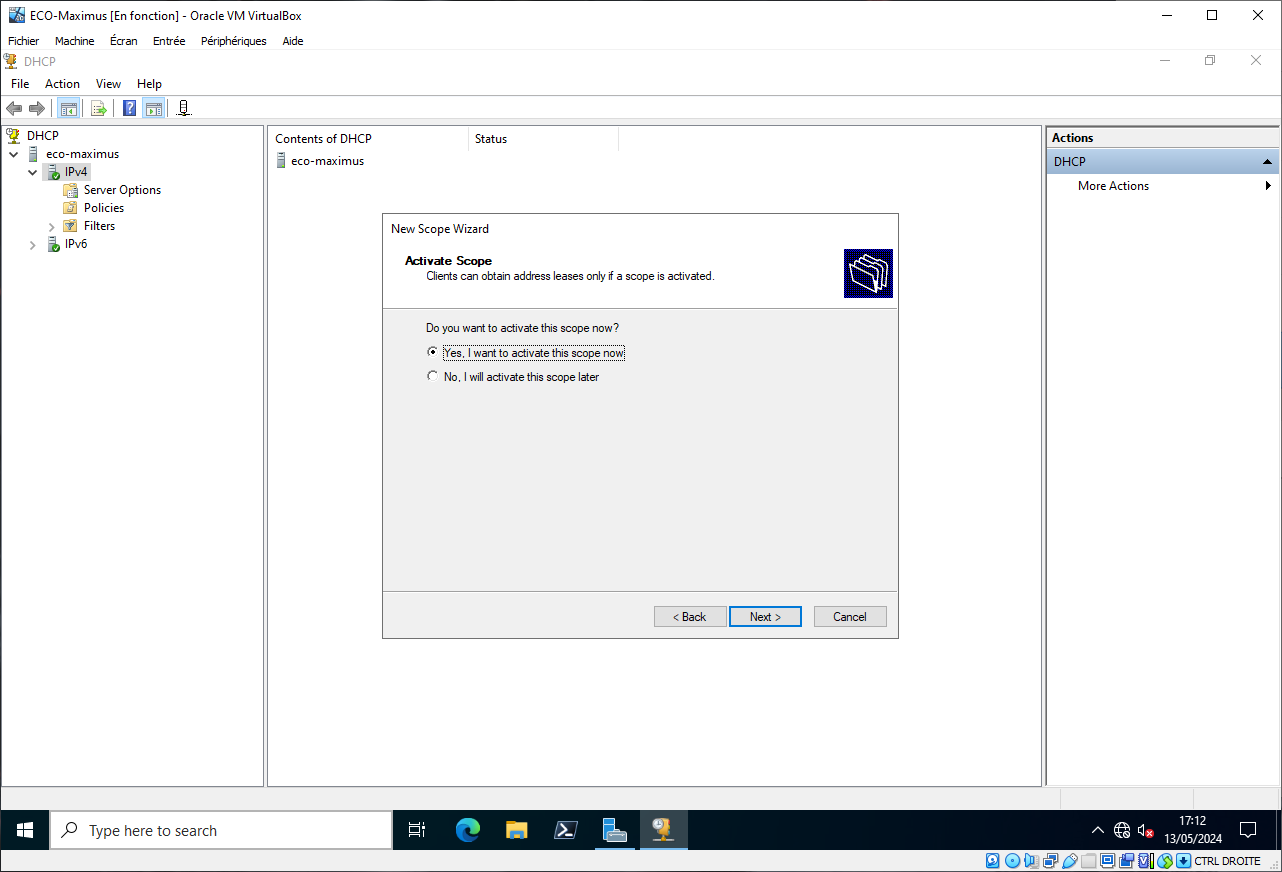 ECO-Maximus [En fonction] - Oracle VM VirtualBox
Fichier Machine Écran Entrée Périphériques Aide
DHCP
File Action View Help
DHCP
eco-maximus
IPv4
Server Options
Policies
Filters
IPv6
Contents of DHCP Status
eco-maximus
Actions
DHCP
More Actions
New Scope Wizard
Activate Scope
Clients can obtain address leases only if a scope is activated.
Do you want to activate this scope now?
Yes, I want to activate this scope now
No, I will activate this scope later
< Back Next > Cancel
Type here to search
17:12
13/05/2024
CTRL DROITE